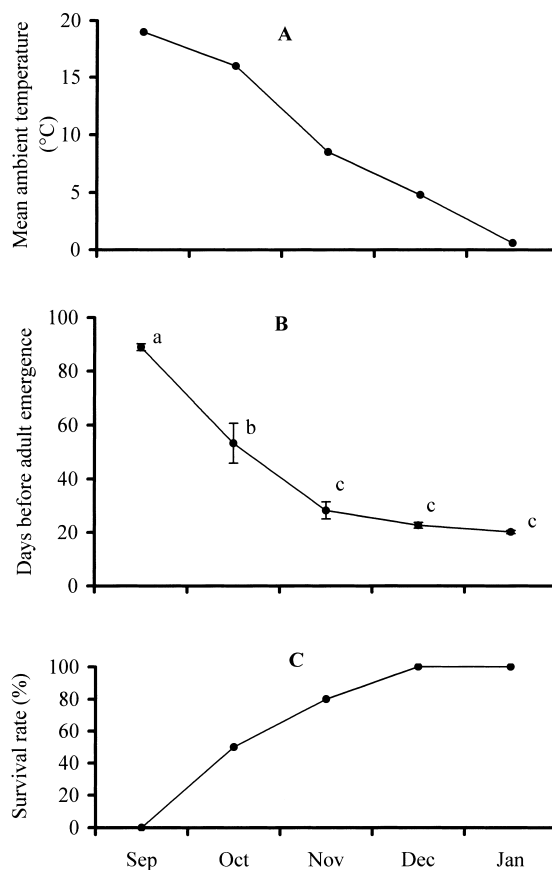 A
Mean ambient temperature
(°C)
20
15
10
5
0
B
Days before adult emergence
100
80
60
40
20
0
a
b
c
c
c
C
Survival rate (%)
100
80
60
40
20
0
Sep Oct Nov Dec Jan